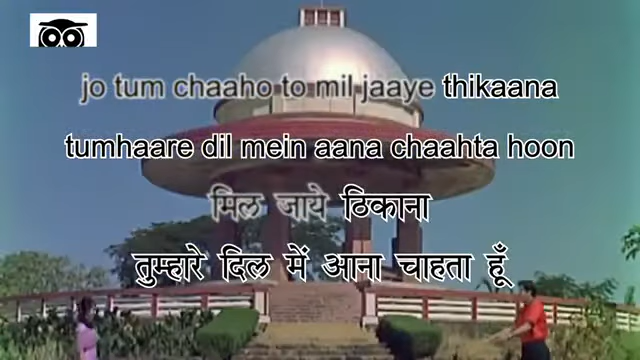 jo tum chaaho to mil jaaye thikaana
tumhaare dil mein aana chaahta hoon
मिल जाये ठिकाना
तुम्हारे दिल में आना चाहता हूँ